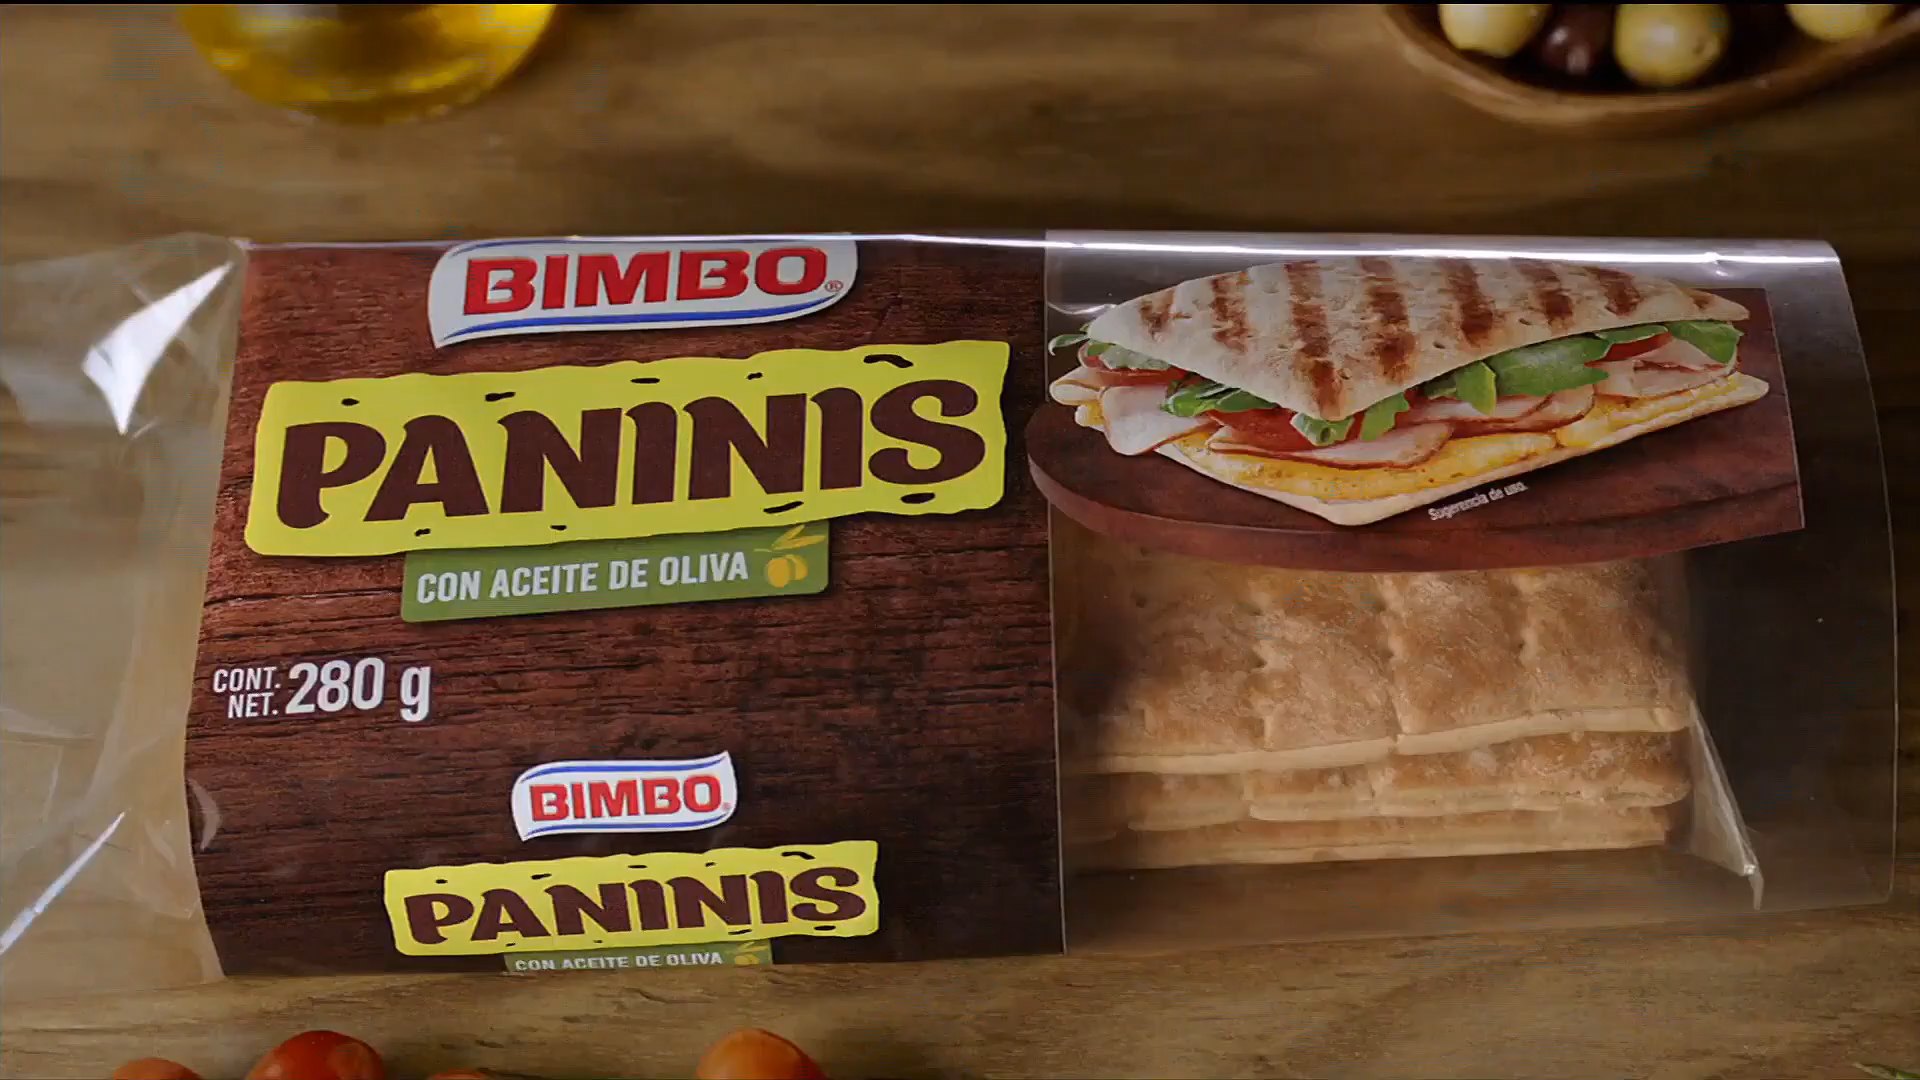 BIMBO®
PANINIS
CON ACEITE DE OLIVA
CONT.
NET. 280 g
BIMBO®
PANINIS
CON ACEITE DE OLIVA
Sugerencia de uso.